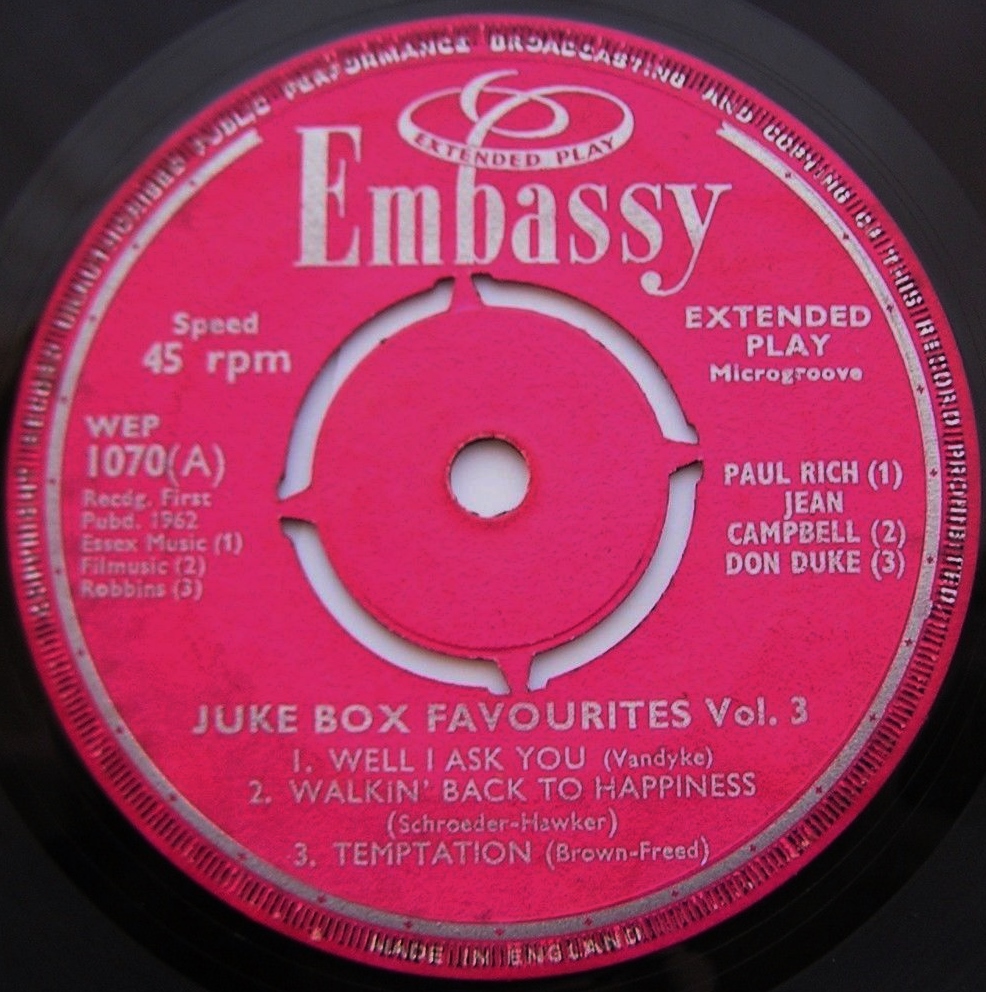 UNAUTHORISED PUBLIC PERFORMANCE BROADCASTING AND COPYING OF THIS RECORD PROHIBITED
EXTENDED PLAY
Embassy
Speed
45 rpm
EXTENDED
PLAY
Microgroove
WEP
1070(A)
Recdg. First
Pubd. 1962
Essex Music (1)
Filmusic (2)
Robbins (3)
PAUL RICH (1)
JEAN
CAMPBELL (2)
DON DUKE (3)
JUKE BOX FAVOURITES Vol. 3
1. WELL I ASK YOU (Vandyke)
2. WALKIN' BACK TO HAPPINESS
(Schroeder-Hawker)
3. TEMPTATION (Brown-Freed)
MADE IN ENGLAND